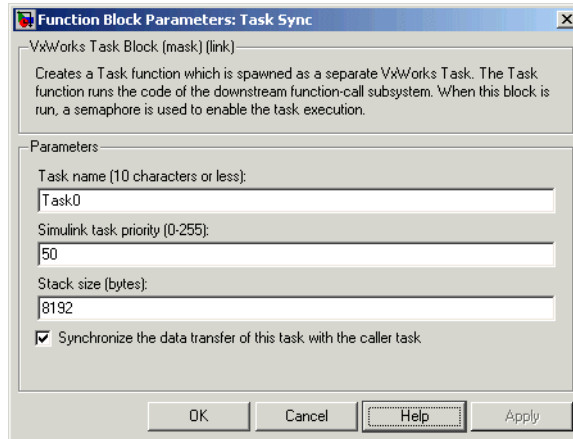 Function Block Parameters: Task Sync
VxWorks Task Block (mask) (link)
Creates a Task function which is spawned as a separate VxWorks Task. The Task
function runs the code of the downstream function-call subsystem. When this block is
run, a semaphore is used to enable the task execution.
Parameters
Task name (10 characters or less):
Task0
Simulink task priority (0-255):
50
Stack size (bytes):
8192
Synchronize the data transfer of this task with the caller task
OK Cancel Help Apply